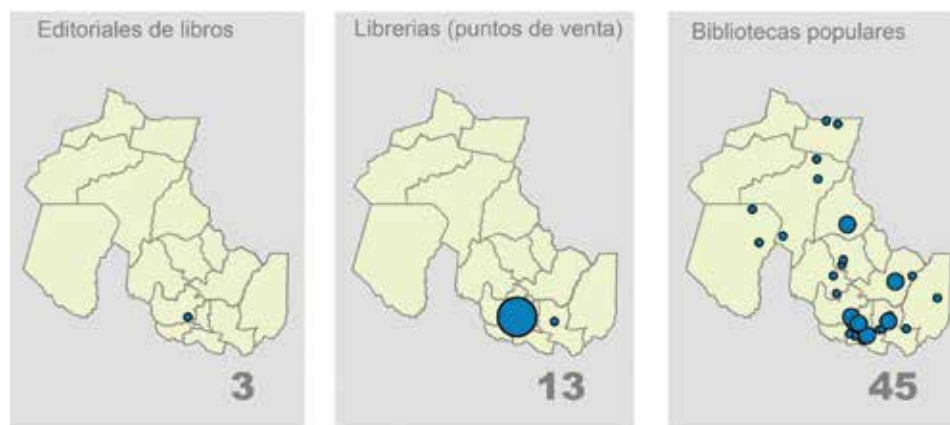 Editoriales de libros
3
Librerias (puntos de venta)
13
Bibliotecas populares
45